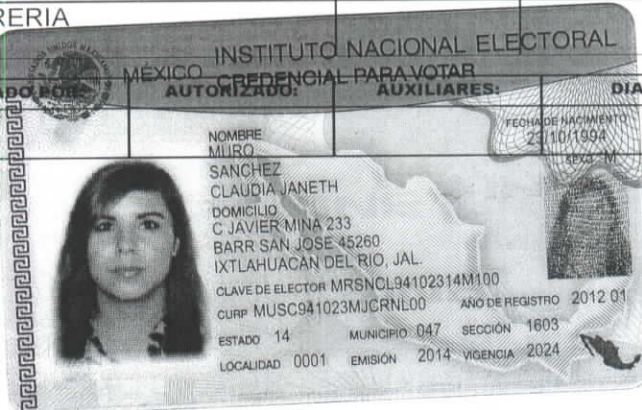 RERIA
INSTITUTO NACIONAL ELECTORAL
MÉXICO CREDENCIAL PARA VOTAR
ADO POR: AUTORIZADO: AUXILIARES: DIA
FECHA DE NACIMIENTO
23/10/1994
SEXO M
NOMBRE
MURO
SANCHEZ
CLAUDIA JANETH
DOMICILIO
C JAVIER MINA 233
BARR SAN JOSE 45260
IXTLAHUACAN DEL RIO, JAL.
CLAVE DE ELECTOR MRSNCL94102314M100
CURP MUSC941023MJCRNL00 AÑO DE REGISTRO 2012 01
ESTADO 14 MUNICIPIO 047 SECCIÓN 1603
LOCALIDAD 0001 EMISIÓN 2014 VIGENCIA 2024